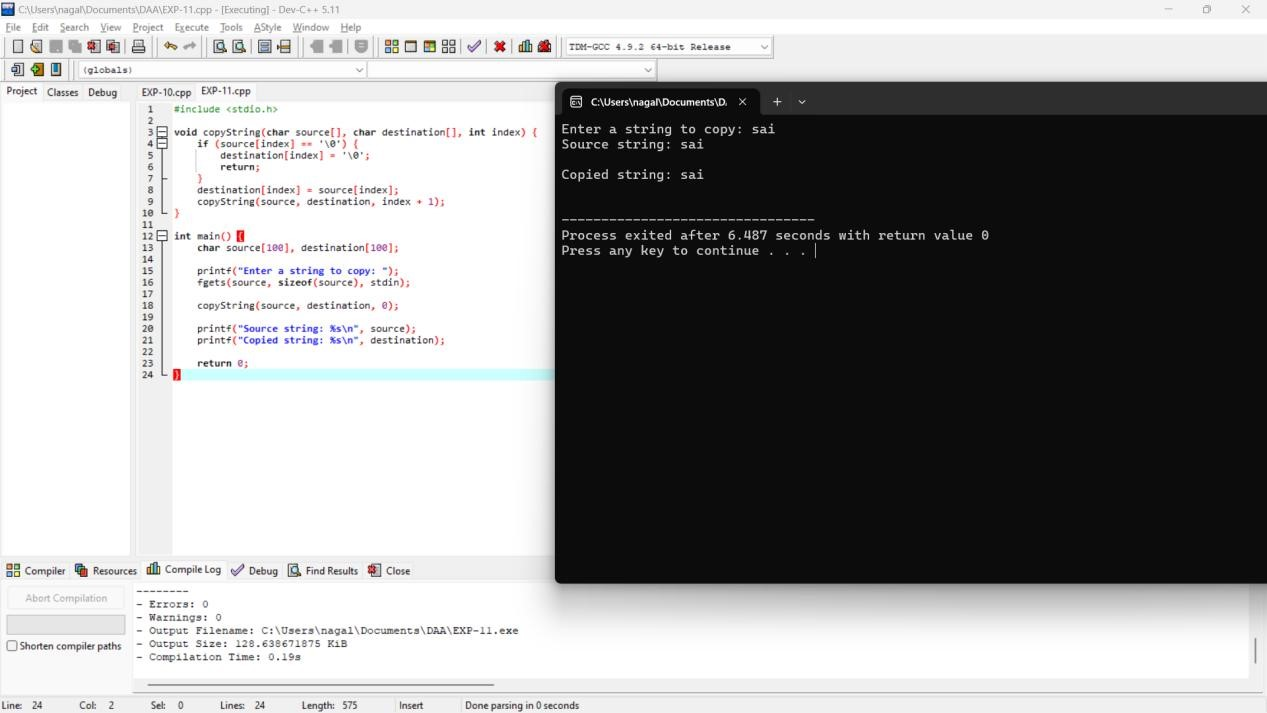 C:\Users\nagal\Documents\DAA\EXP-11.cpp - [Executing] - Dev-C++ 5.11
File Edit Search View Project Execute Tools AStyle Window Help
TDM-GCC 4.9.2 64-bit Release
(globals)
Project Classes Debug
EXP-10.cpp EXP-11.cpp
1 #include <stdio.h>
2
3 void copyString(char source[], char destination[], int index) {
4 if (source[index] == '\0') {
5 destination[index] = '\0';
6 return;
7 }
8 destination[index] = source[index];
9 copyString(source, destination, index + 1);
10 }
11
12 int main() {
13 char source[100], destination[100];
14
15 printf("Enter a string to copy: ");
16 fgets(source, sizeof(source), stdin);
17
18 copyString(source, destination, 0);
19
20 printf("Source string: %s\n", source);
21 printf("Copied string: %s\n", destination);
22
23 return 0;
24 }
C:\Users\nagal\Documents\D.
Enter a string to copy: sai
Source string: sai
Copied string: sai
--------------------------------
Process exited after 6.487 seconds with return value 0
Press any key to continue . . .
Compiler Resources Compile Log Debug Find Results Close
Abort Compilation
Shorten compiler paths
--------
- Errors: 0
- Warnings: 0
- Output Filename: C:\Users\nagal\Documents\DAA\EXP-11.exe
- Output Size: 128.638671875 KiB
- Compilation Time: 0.19s
Line: 24 Col: 2 Sel: 0 Lines: 24 Length: 575 Insert Done parsing in 0 seconds